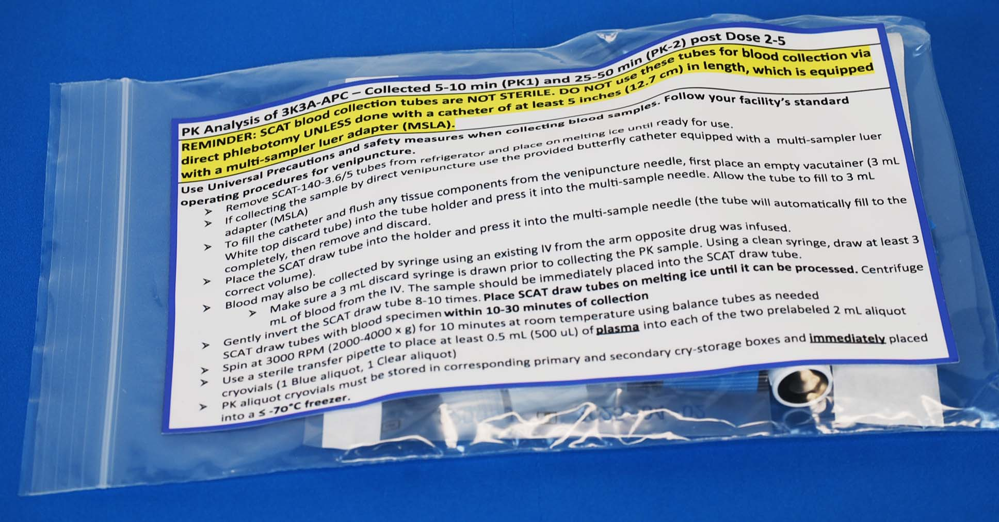 PK Analysis of 3K3A-APC – Collected 5-10 min (PK1) and 25-50 min (PK-2) post Dose 2-5
REMINDER: SCAT blood collection tubes are NOT STERILE. DO NOT use these tubes for blood collection via
direct phlebotomy UNLESS done with a catheter of at least 5 inches (12.7 cm) in length, which is equipped
with a multi-sampler luer adapter (MSLA).
Use Universal Precautions and safety measures when collecting blood samples. Follow your facility's standard
operating procedures for venipuncture.
➢ Remove SCAT-140-3.6/5 tubes from refrigerator and place on melting ice until ready for use.
➢ If collecting the sample by direct venipuncture use the provided butterfly catheter equipped with a multi-sampler luer
adapter (MSLA)
➢ To fill the catheter and flush any tissue components from the venipuncture needle, first place an empty vacutainer (3 mL
White top discard tube) into the tube holder and press it into the multi-sample needle. Allow the tube to fill to 3 mL
completely, then remove and discard.
➢ Place the SCAT draw tube into the holder and press it into the multi-sample needle (the tube will automatically fill to the
correct volume).
➢ Blood may also be collected by syringe using an existing IV from the arm opposite drug was infused.
➢ Make sure a 3 mL discard syringe is drawn prior to collecting the PK sample. Using a clean syringe, draw at least 3
mL of blood from the IV. The sample should be immediately placed into the SCAT draw tube.
➢ Gently invert the SCAT draw tube 8-10 times. Place SCAT draw tubes on melting ice until it can be processed. Centrifuge
SCAT draw tubes with blood specimen within 10-30 minutes of collection
➢ Spin at 3000 RPM (2000-4000 x g) for 10 minutes at room temperature using balance tubes as needed
➢ Use a sterile transfer pipette to place at least 0.5 mL (500 uL) of plasma into each of the two prelabeled 2 mL aliquot
cryovials (1 Blue aliquot, 1 Clear aliquot)
➢ PK aliquot cryovials must be stored in corresponding primary and secondary cry-storage boxes and immediately placed
into a ≤ -70°C freezer.